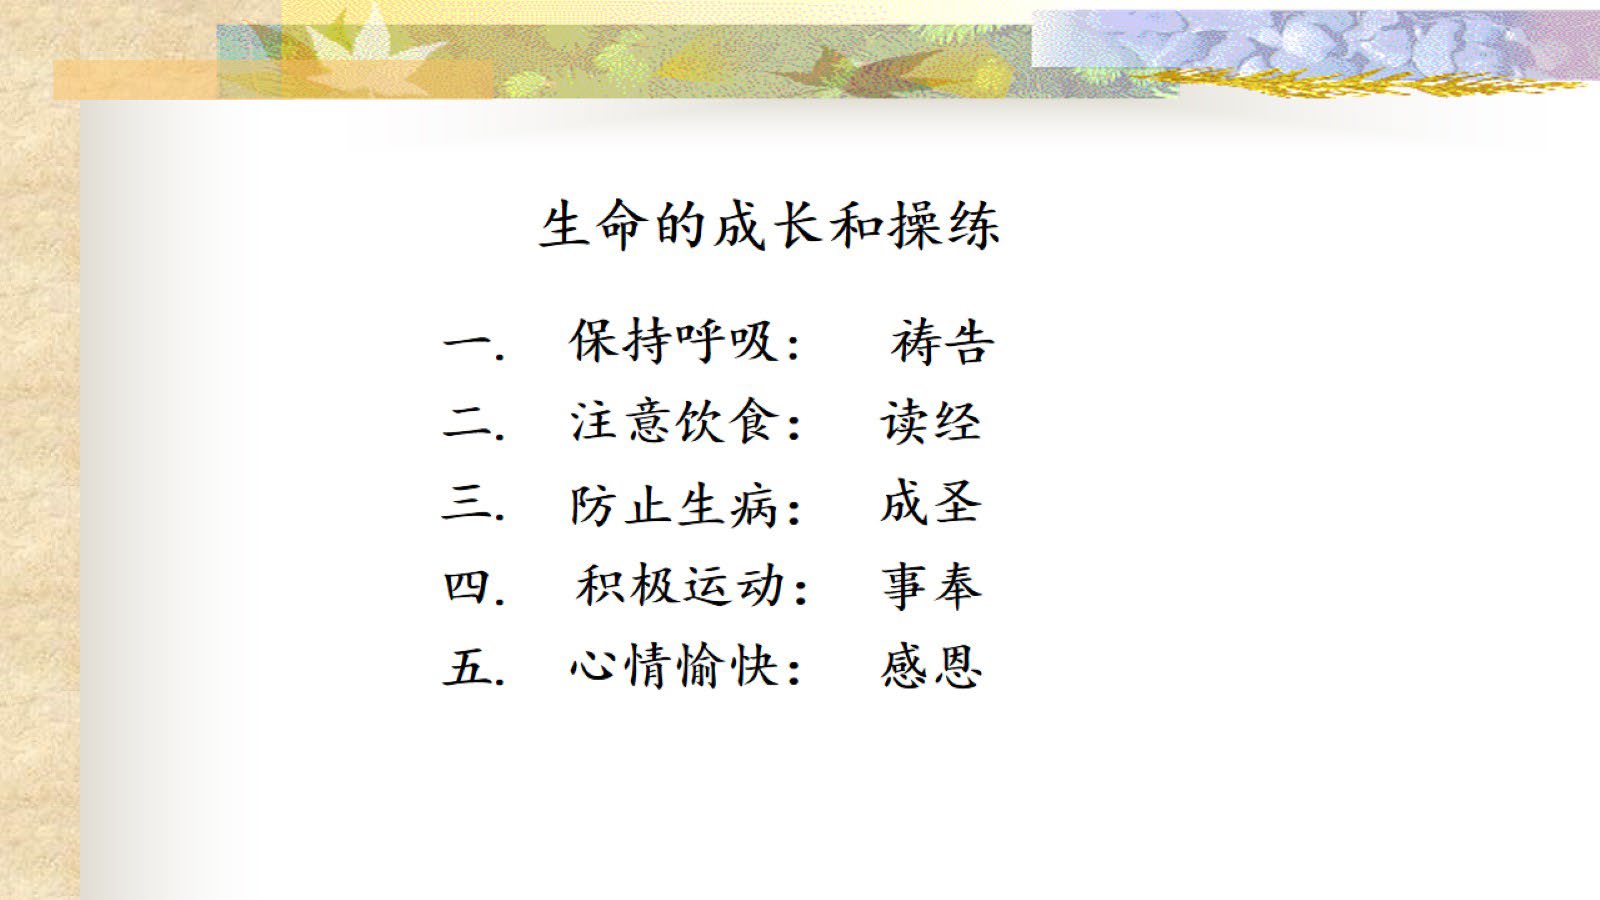 生命的成长和操练
一. 保持呼吸： 祷告
二. 注意饮食： 读经
三. 防止生病： 成圣
四. 积极运动： 事奉
五. 心情愉快： 感恩